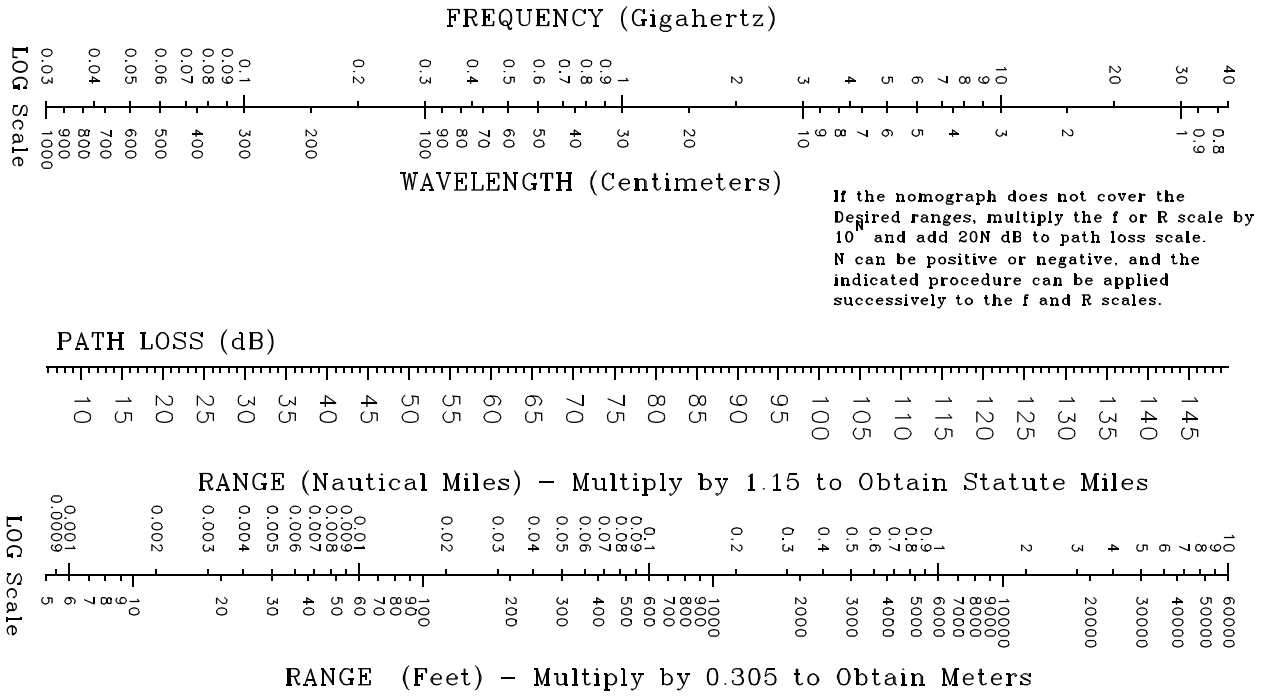 FREQUENCY (Gigahertz)
LOG Scale
0.03 0.04 0.05 0.06 0.07 0.08 0.09 0.1 0.2 0.3 0.4 0.5 0.6 0.7 0.8 0.9 1 2 3 4 5 6 7 8 9 10 20 30 40
1000 900 800 700 600 500 400 300 200 100 90 80 70 60 50 40 30 20 10 9 8 7 6 5 4 3 2 1 0.9 0.8
WAVELENGTH (Centimeters)
If the nomograph does not cover the
Desired ranges, multiply the f or R scale by
10^N and add 20N dB to path loss scale.
N can be positive or negative, and the
indicated procedure can be applied
successively to the f and R scales.
PATH LOSS (dB)
10 15 20 25 30 35 40 45 50 55 60 65 70 75 80 85 90 95 100 105 110 115 120 125 130 135 140 145
RANGE (Nautical Miles) – Multiply by 1.15 to Obtain Statute Miles
LOG Scale
0.0009 0.001 0.002 0.003 0.004 0.005 0.006 0.007 0.008 0.009 0.01 0.02 0.03 0.04 0.05 0.06 0.07 0.08 0.09 0.1 0.2 0.3 0.4 0.5 0.6 0.7 0.8 0.9 1 2 3 4 5 6 7 8 9 10
5 6 7 8 9 10 20 30 40 50 60 70 80 90 100 200 300 400 500 600 700 800 900 1000 2000 3000 4000 5000 6000 7000 8000 9000 10000 20000 30000 40000 50000 60000
RANGE (Feet) – Multiply by 0.305 to Obtain Meters